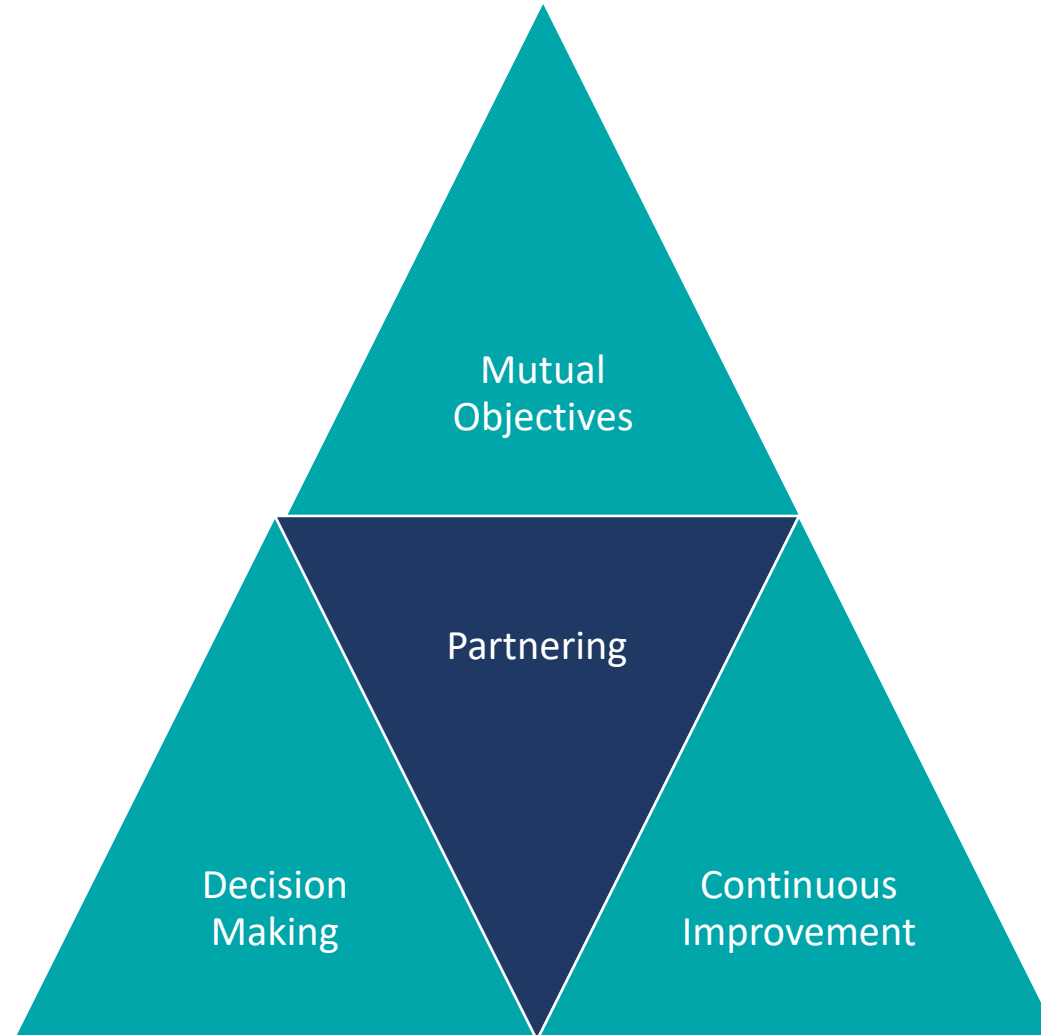 Mutual
Objectives
Partnering
Decision
Making
Continuous
Improvement